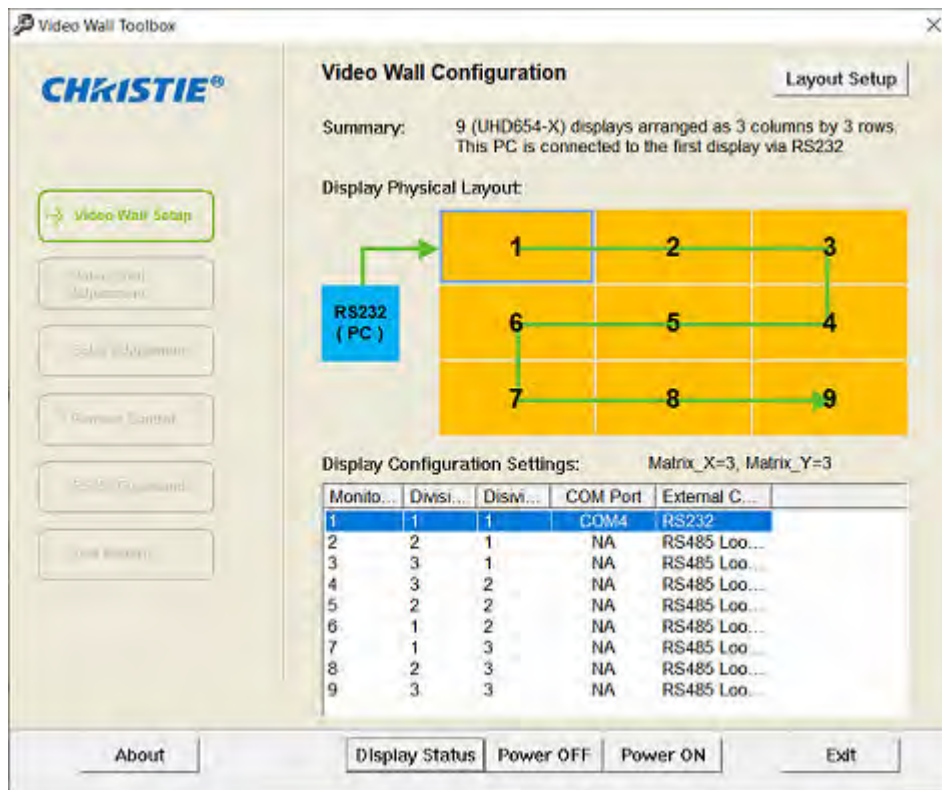 Video Wall Toolbox
CHRISTIE®
Video Wall Configuration
Layout Setup
Summary: 9 (UHD654-X) displays arranged as 3 columns by 3 rows.
This PC is connected to the first display via RS232
Display Physical Layout:
Video Wall Setup
1 2 3
RS232
( PC )
6 5 4
7 8 9
Adjustment
Display Configuration Settings: Matrix_X=3, Matrix_Y=3
Monito... Divisi... Disivi... COM Port External C...
1 1 1 COM4 RS232
2 2 1 NA RS485 Loo...
3 3 1 NA RS485 Loo...
4 3 2 NA RS485 Loo...
5 2 2 NA RS485 Loo...
6 1 2 NA RS485 Loo...
7 1 3 NA RS485 Loo...
8 2 3 NA RS485 Loo...
9 3 3 NA RS485 Loo...
About Display Status Power OFF Power ON Exit